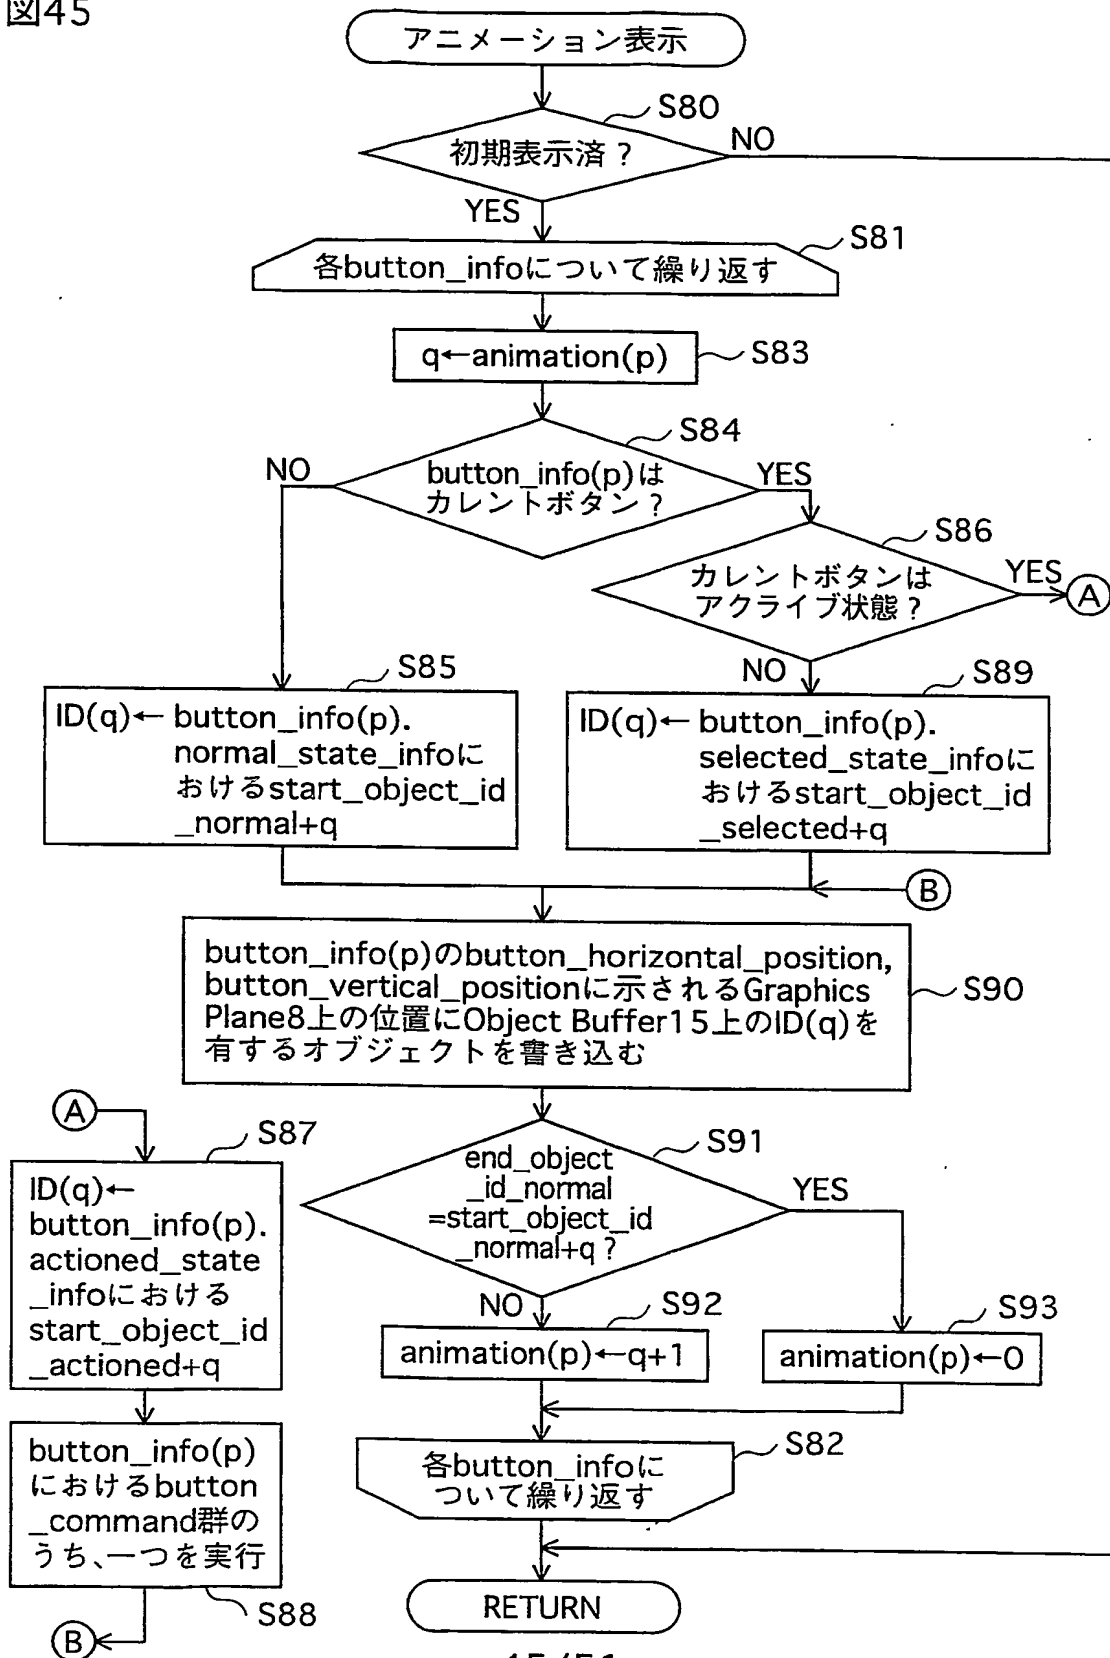 図45
アニメーション表示
S80
初期表示済？
NO
YES
S81
各button_infoについて繰り返す
q←animation(p)
S83
S84
button_info(p)は
カレントボタン？
NO
YES
S86
カレントボタンは
アクライブ状態？
YES
A
NO
S85
ID(q)← button_info(p).
normal_state_infoに
おけるstart_object_id
_normal+q
S89
ID(q)← button_info(p).
selected_state_infoに
おけるstart_object_id
_selected+q
B
button_info(p)のbutton_horizontal_position,
button_vertical_positionに示されるGraphics
Plane8上の位置にObject Buffer15上のID(q)を
有するオブジェクトを書き込む
S90
A
S87
ID(q)←
button_info(p).
actioned_state
_infoにおける
start_object_id
_actioned+q
button_info(p)
におけるbutton
_command群の
うち、一つを実行
S88
B
S91
end_object
_id_normal
=start_object_id
_normal+q？
YES
NO
S92
animation(p)←q+1
S93
animation(p)←0
S82
各button_infoに
ついて繰り返す
RETURN